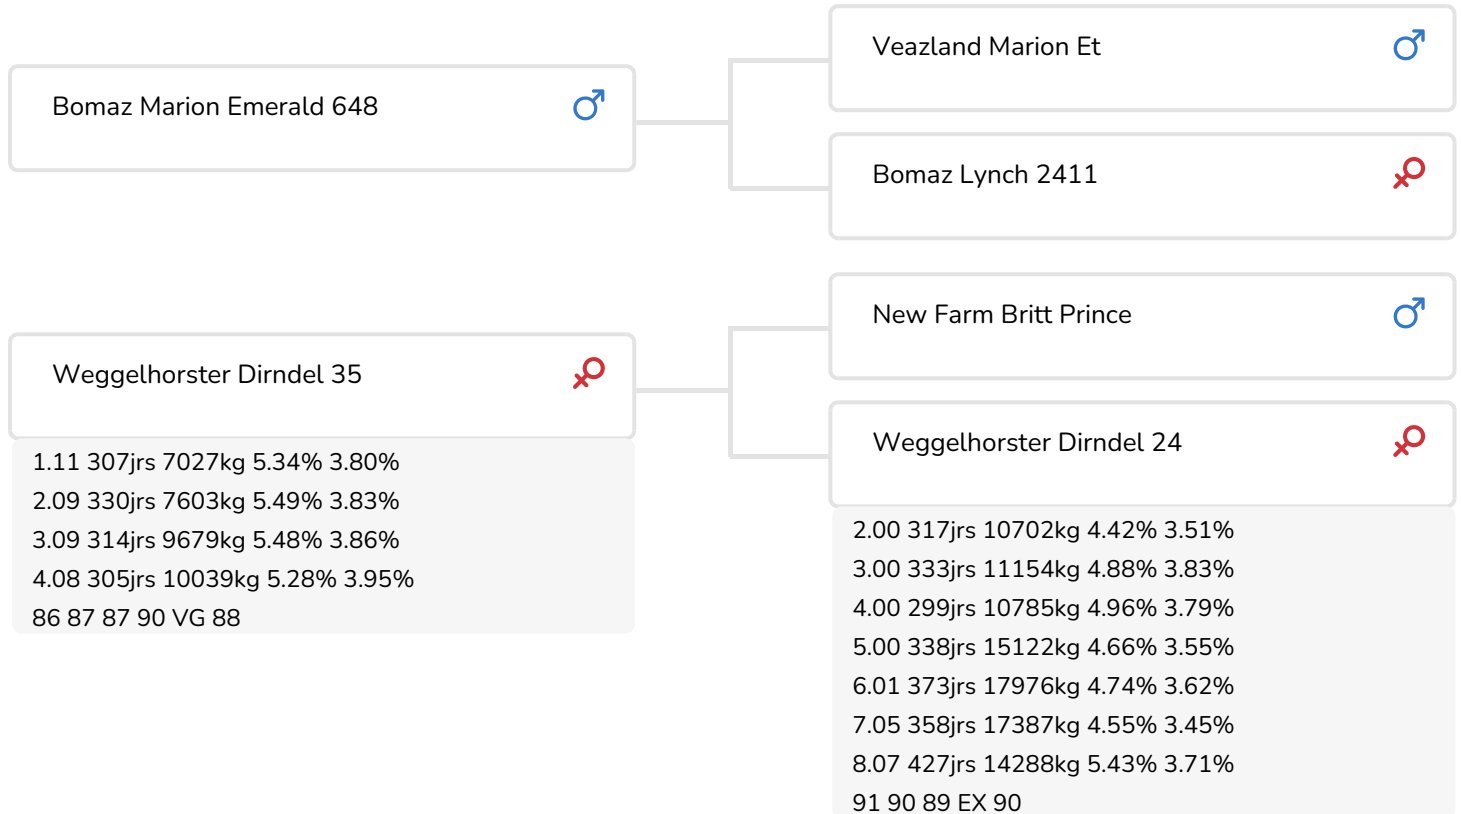 Bomaz Marion Emerald 648
Veazland Marion Et
Bomaz Lynch 2411
Weggelhorster Dirndel 35
1.11 307jrs 7027kg 5.34% 3.80%
2.09 330jrs 7603kg 5.49% 3.83%
3.09 314jrs 9679kg 5.48% 3.86%
4.08 305jrs 10039kg 5.28% 3.95%
86 87 87 90 VG 88
New Farm Britt Prince
Weggelhorster Dirndel 24
2.00 317jrs 10702kg 4.42% 3.51%
3.00 333jrs 11154kg 4.88% 3.83%
4.00 299jrs 10785kg 4.96% 3.79%
5.00 338jrs 15122kg 4.66% 3.55%
6.01 373jrs 17976kg 4.74% 3.62%
7.05 358jrs 17387kg 4.55% 3.45%
8.07 427jrs 14288kg 5.43% 3.71%
91 90 89 EX 90